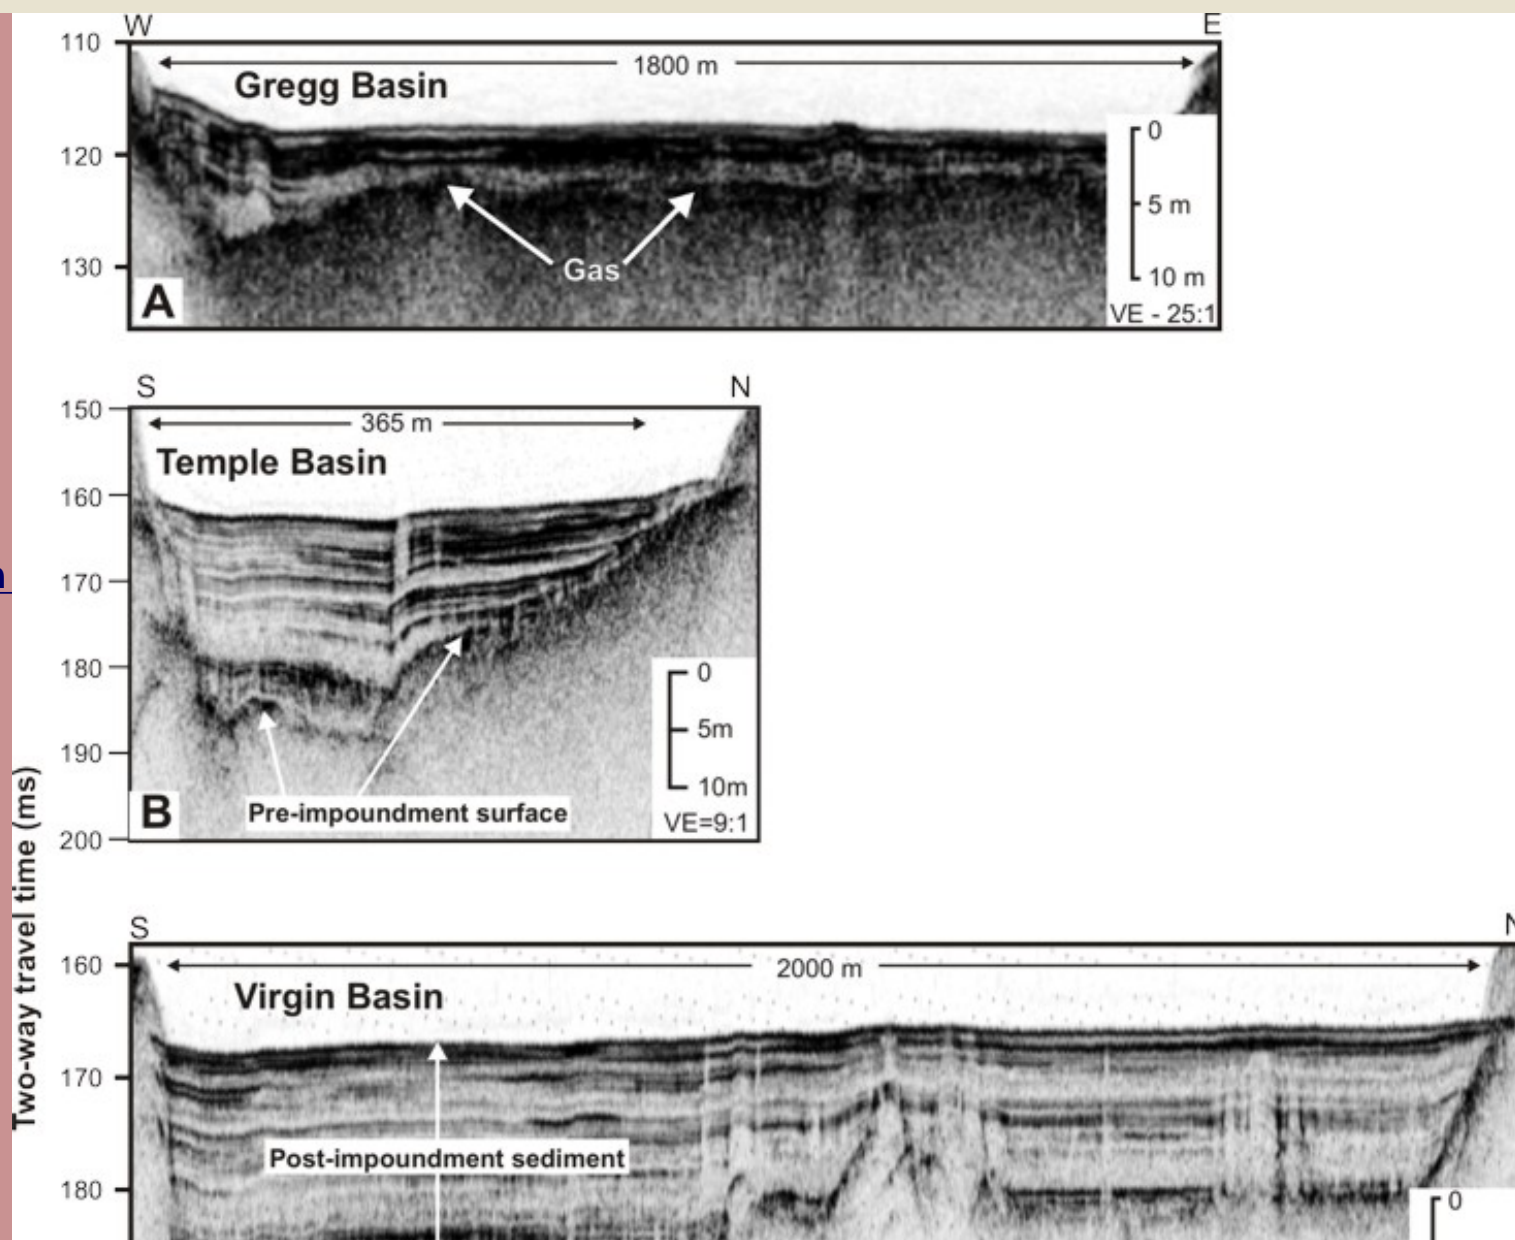 W E
110
1800 m
Gregg Basin
120
130
Gas
0
5 m
10 m
VE - 25:1
A
S N
150
365 m
Temple Basin
160
170
180
190
200
0
5m
10m
VE=9:1
Pre-impoundment surface
B
Two-way travel time (ms)
S
160
2000 m
Virgin Basin
170
Post-impoundment sediment
180
0